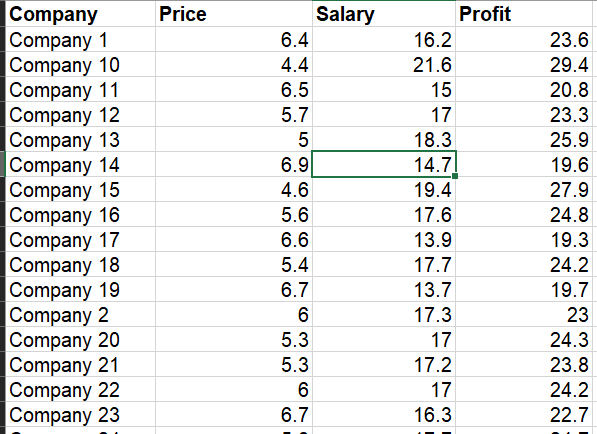 Company Price Salary Profit
Company 1 6.4 16.2 23.6
Company 10 4.4 21.6 29.4
Company 11 6.5 15 20.8
Company 12 5.7 17 23.3
Company 13 5 18.3 25.9
Company 14 6.9 14.7 19.6
Company 15 4.6 19.4 27.9
Company 16 5.6 17.6 24.8
Company 17 6.6 13.9 19.3
Company 18 5.4 17.7 24.2
Company 19 6.7 13.7 19.7
Company 2 6 17.3 23
Company 20 5.3 17 24.3
Company 21 5.3 17.2 23.8
Company 22 6 17 24.2
Company 23 6.7 16.3 22.7